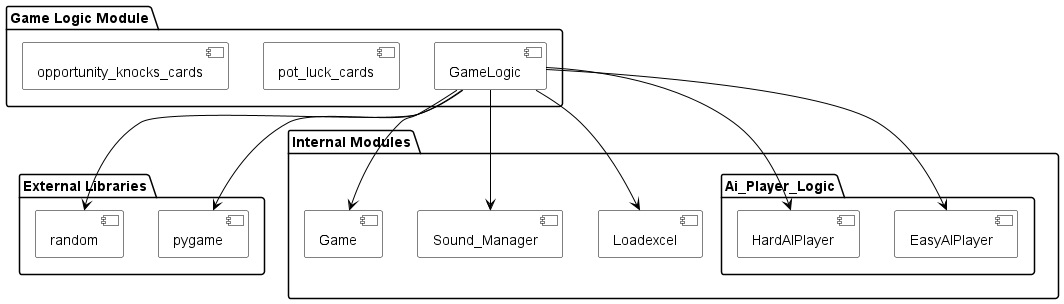 Game Logic Module
opportunity_knocks_cards
pot_luck_cards
GameLogic
Internal Modules
External Libraries
Ai_Player_Logic
random
pygame
Game
Sound_Manager
Loadexcel
HardAIPlayer
EasyAIPlayer